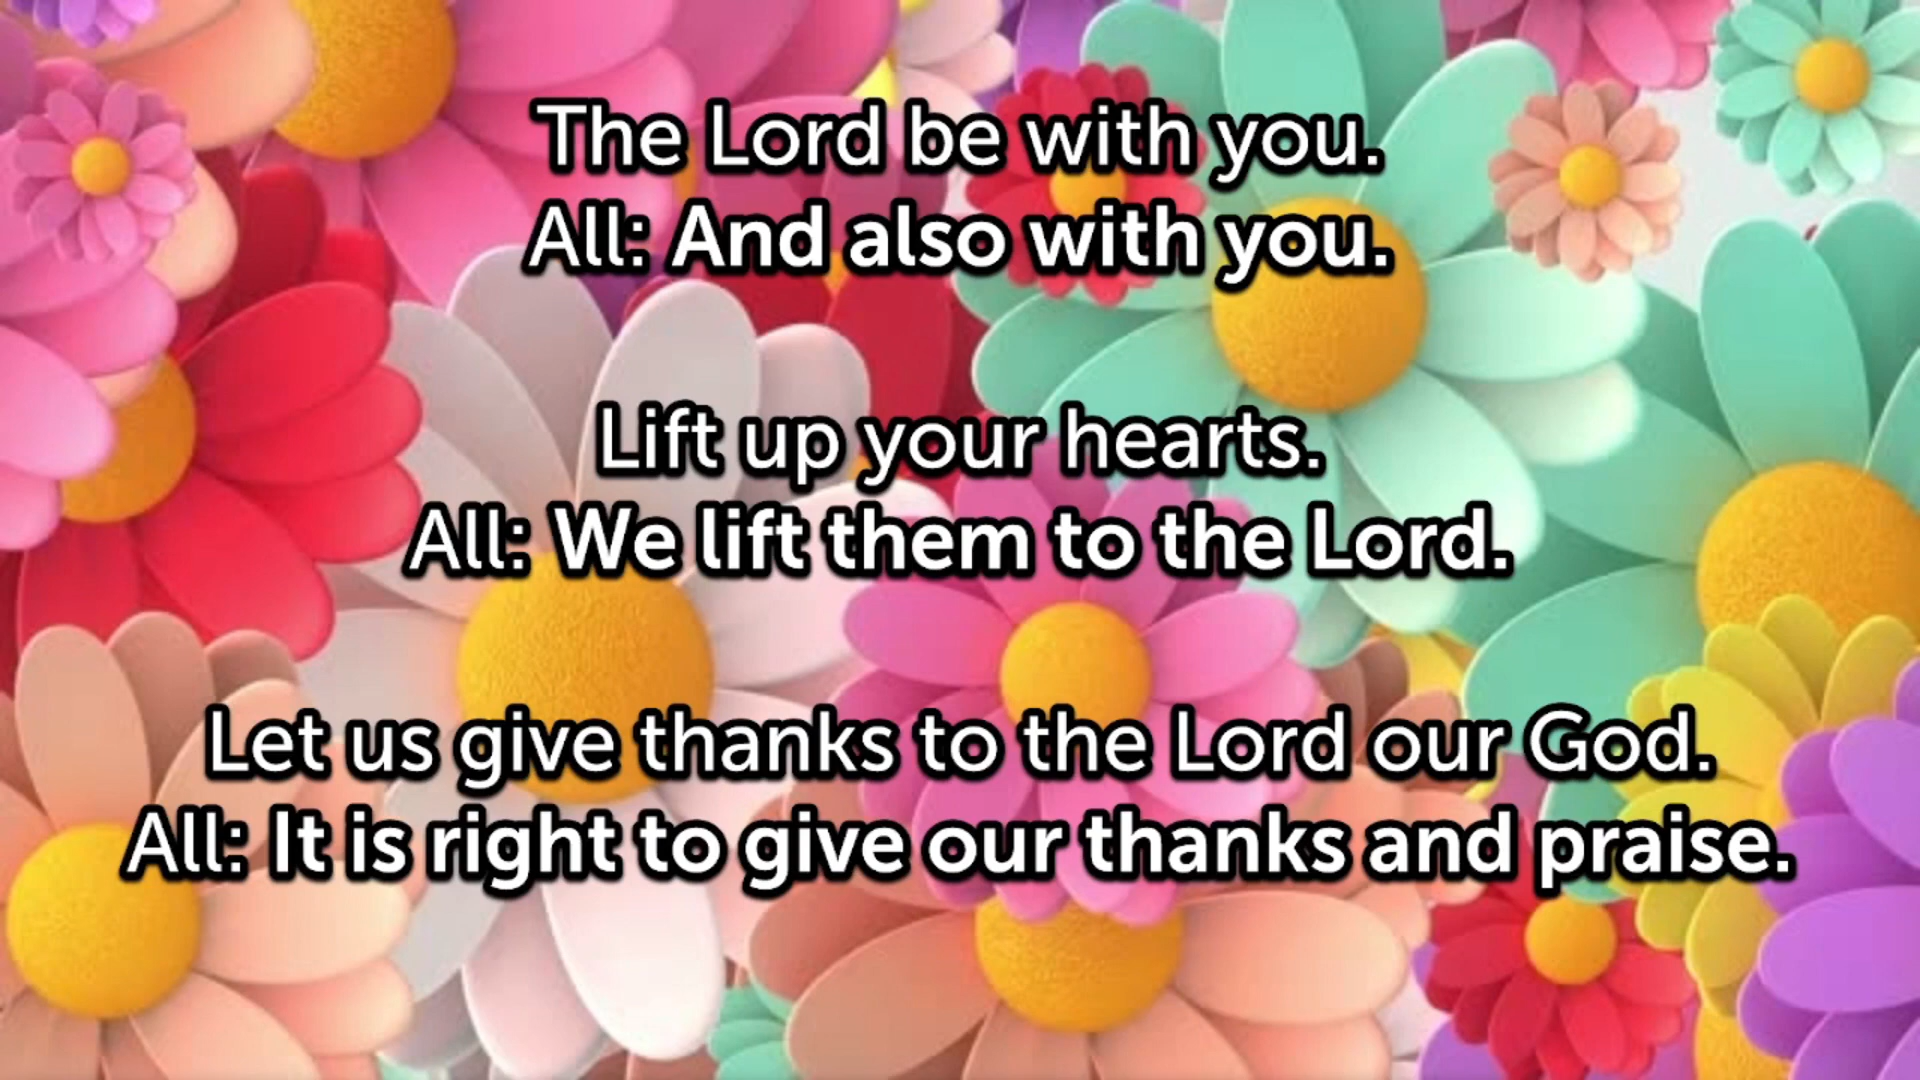 The Lord be with you.
All: And also with you.
Lift up your hearts.
All: We lift them to the Lord.
Let us give thanks to the Lord our God.
All: It is right to give our thanks and praise.